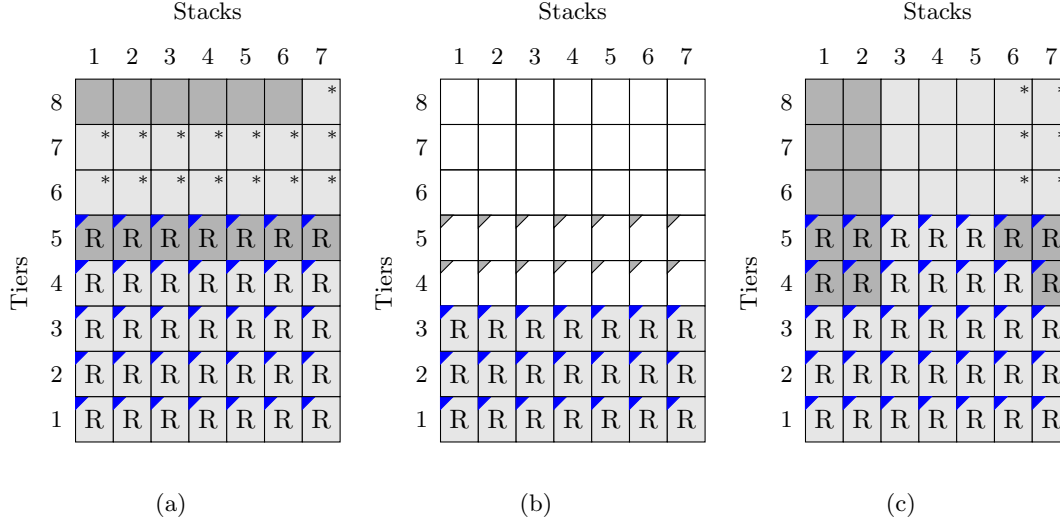 Stacks Stacks Stacks
1 2 3 4 5 6 7 1 2 3 4 5 6 7 1 2 3 4 5 6 7
8 * 8 8 * *
7 * * * * * * * 7 7 * *
6 * * * * * * * 6 6 * *
5 R R R R R R R 5 5 R R R R R R R
4 R R R R R R R 4 4 R R R R R R R
3 R R R R R R R 3 R R R R R R R 3 R R R R R R R
2 R R R R R R R 2 R R R R R R R 2 R R R R R R R
1 R R R R R R R 1 R R R R R R R 1 R R R R R R R
Tiers Tiers Tiers
(a) (b) (c)